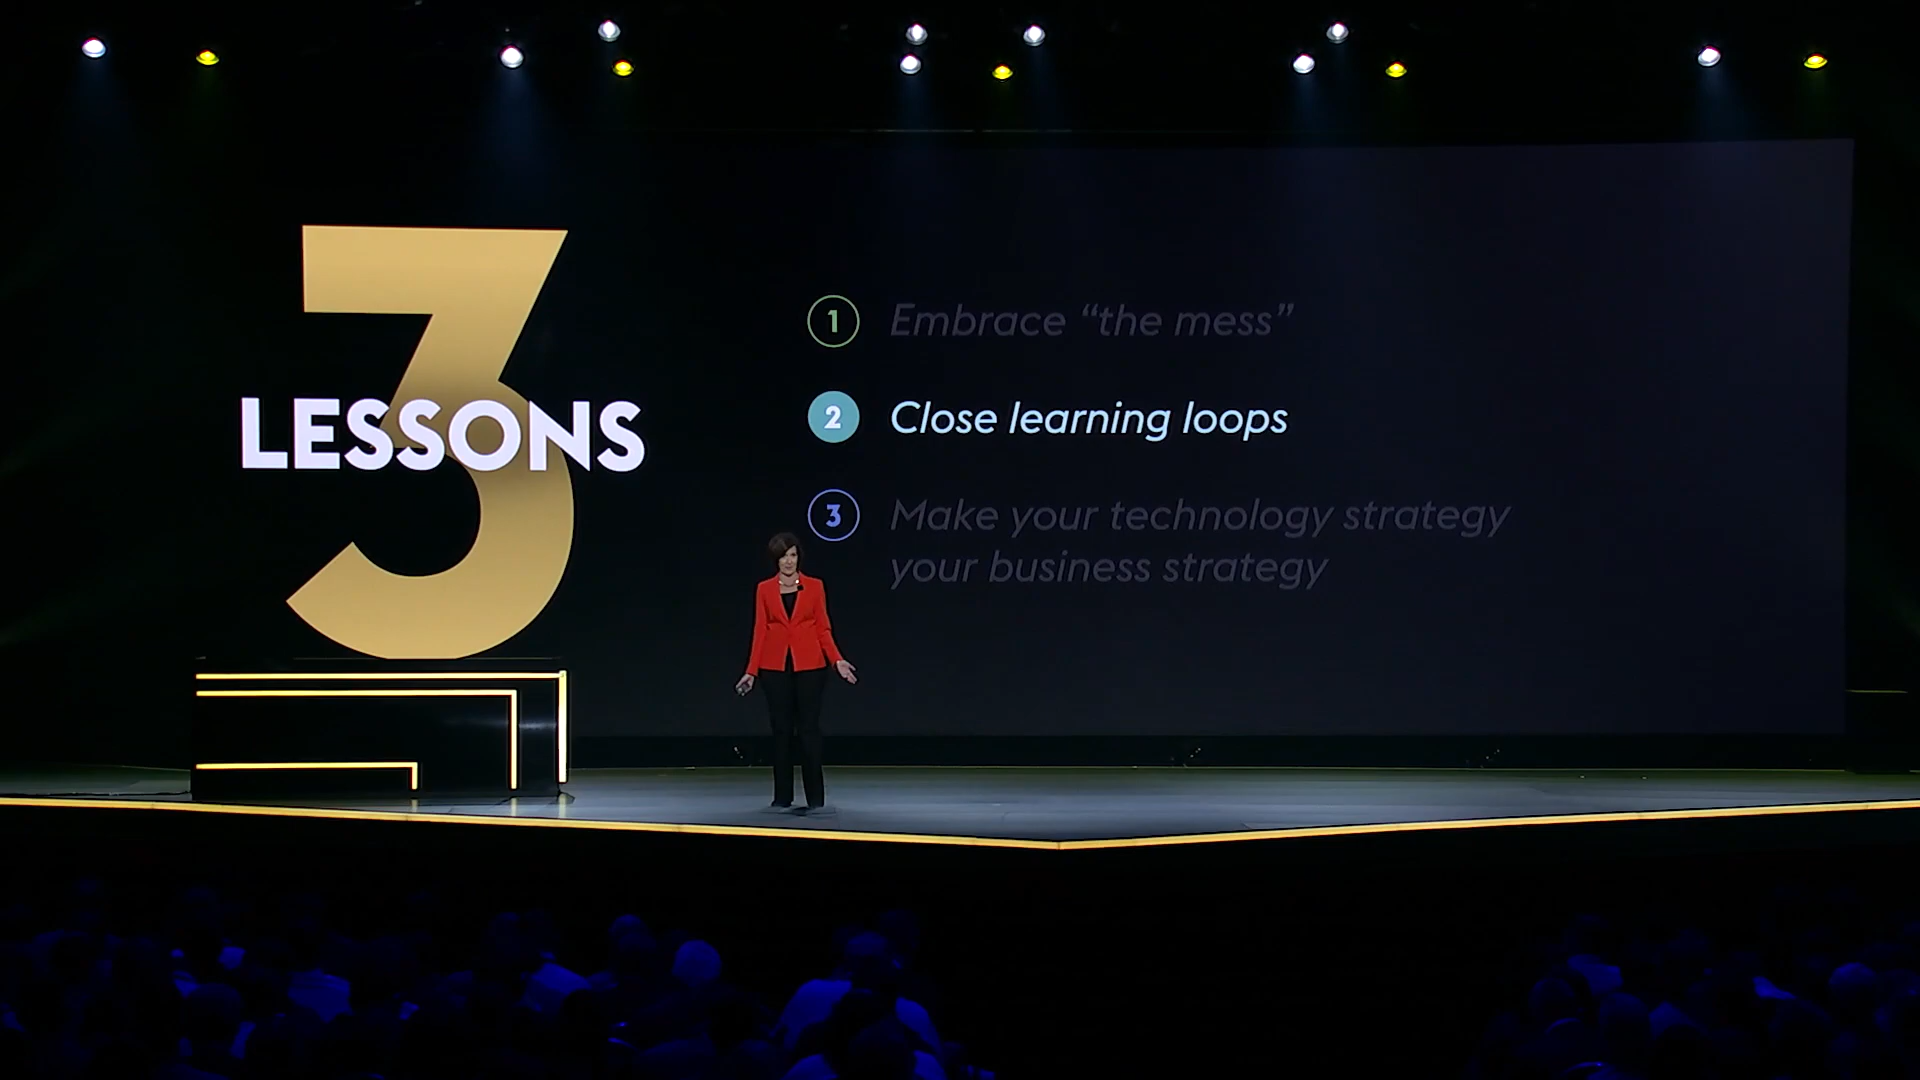 3
LESSONS
1 Embrace “the mess”
2 Close learning loops
3 Make your technology strategy
your business strategy